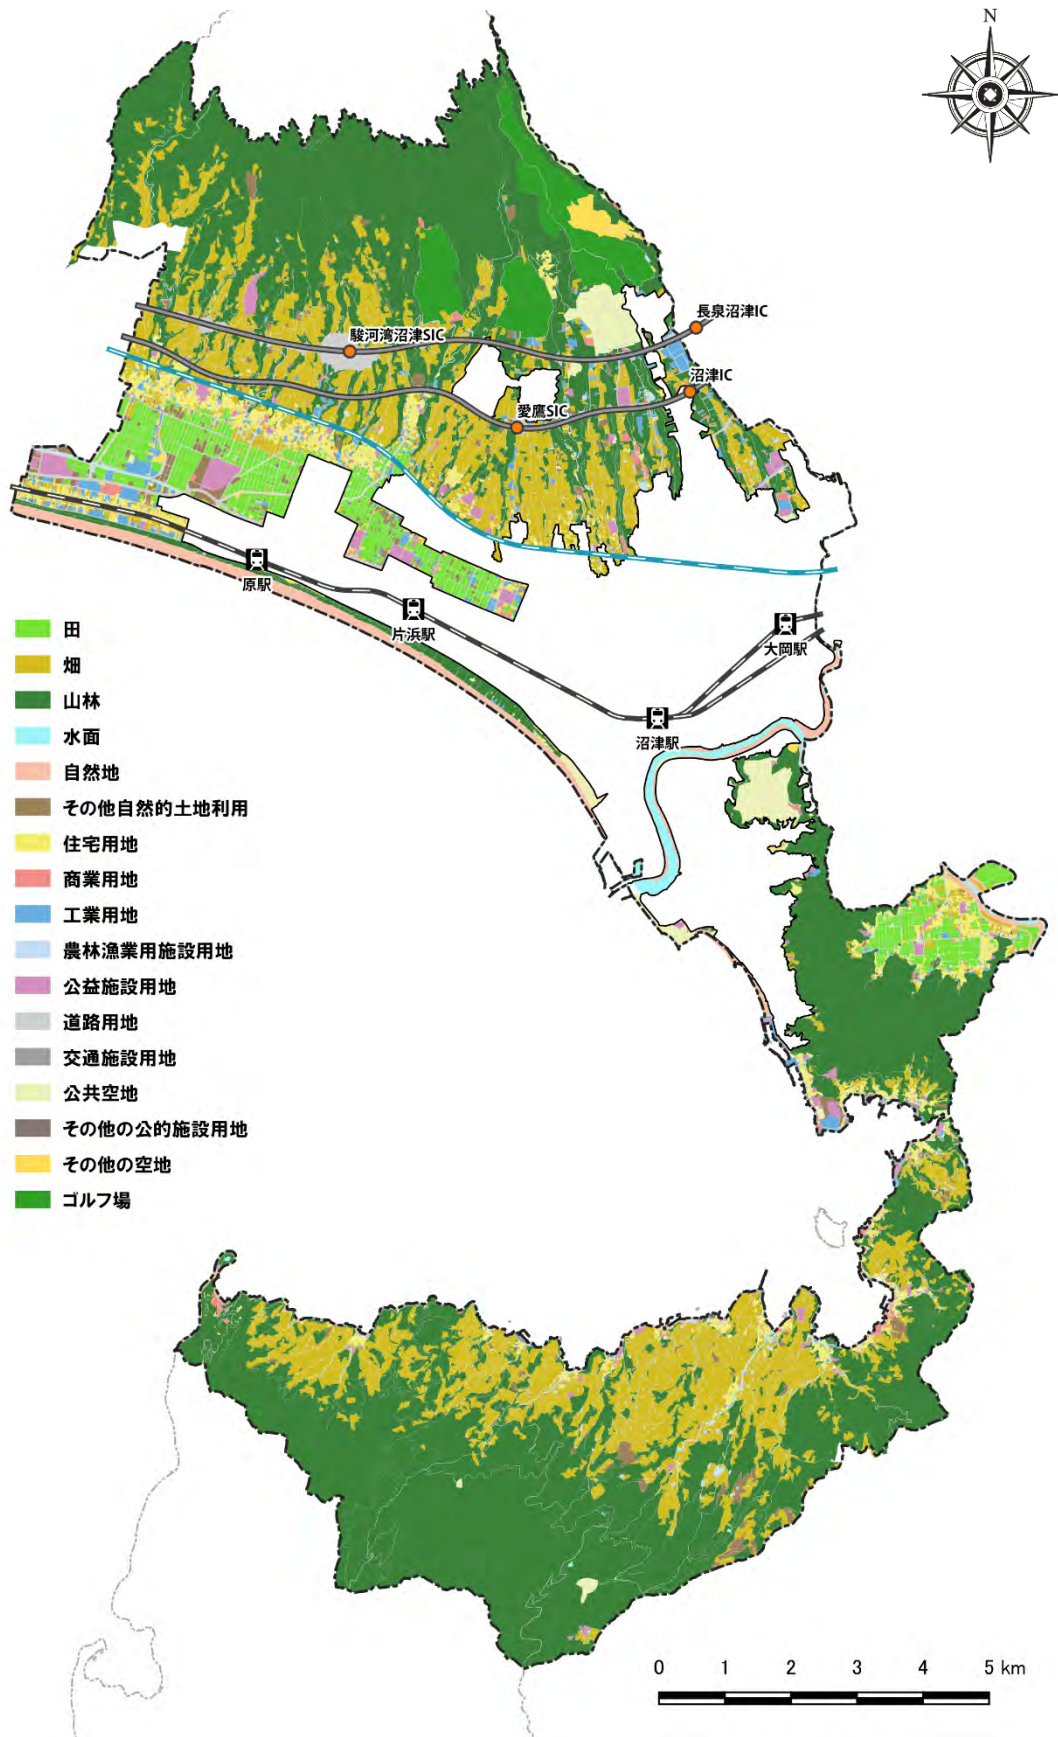 N
長泉沼津IC
駿河湾沼津SIC
沼津IC
愛鷹SIC
原駅
片浜駅
大岡駅
沼津駅
田
畑
山林
水面
自然地
その他自然的土地利用
住宅用地
商業用地
工業用地
農林漁業用施設用地
公益施設用地
道路用地
交通施設用地
公共空地
その他の公的施設用地
その他の空地
ゴルフ場
0 1 2 3 4 5 km